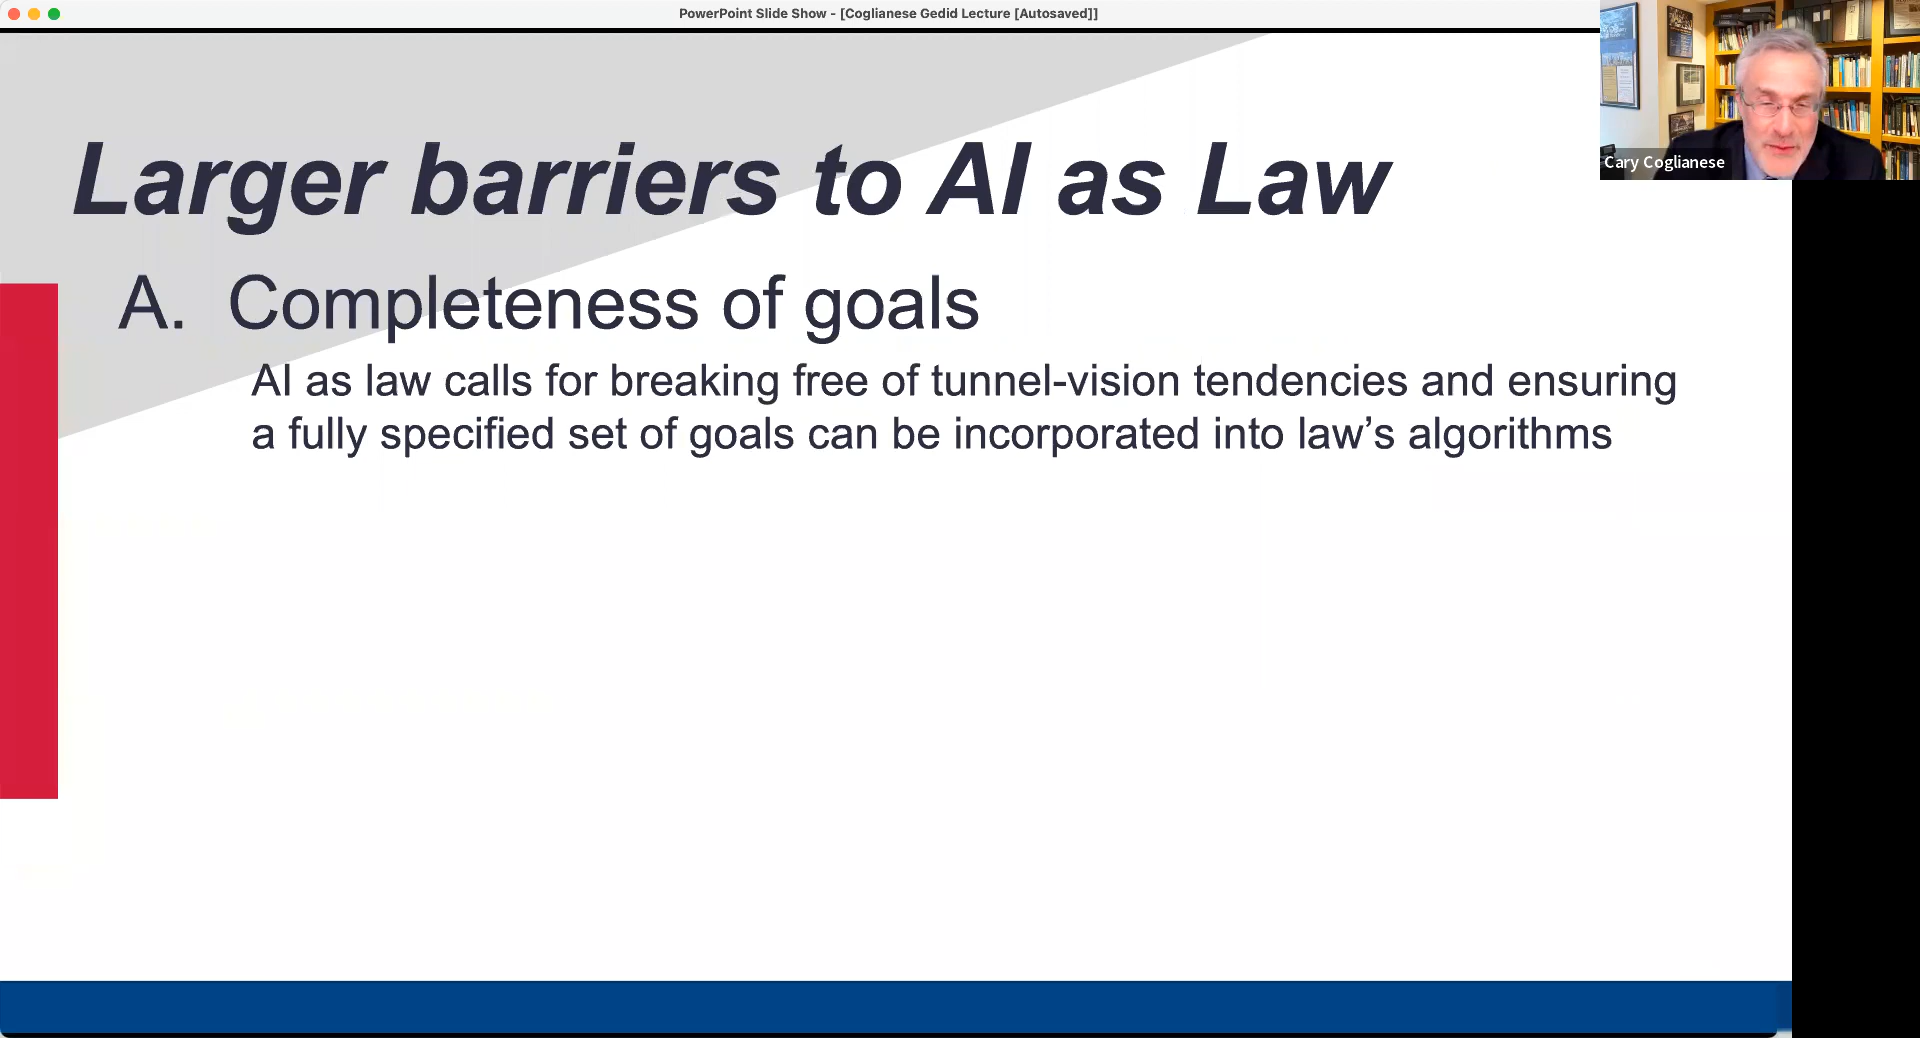 PowerPoint Slide Show - [Coglianese Gedid Lecture [Autosaved]]
Cary Coglianese
Larger barriers to AI as Law
A. Completeness of goals
AI as law calls for breaking free of tunnel-vision tendencies and ensuring
a fully specified set of goals can be incorporated into law’s algorithms